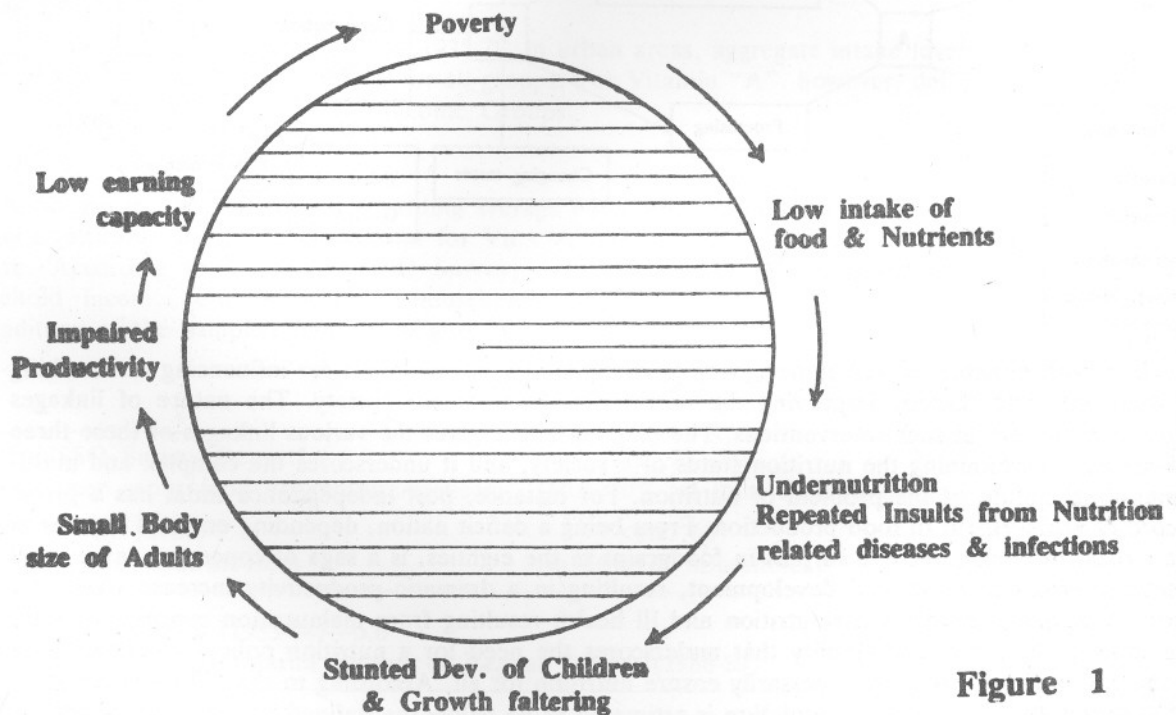 Poverty
Low intake of
food & Nutrients
Undernutrition
Repeated Insults from Nutrition
related diseases & infections
Stunted Dev. of Children
& Growth faltering
Small Body
size of Adults
Impaired
Productivity
Low earning
capacity
Figure 1